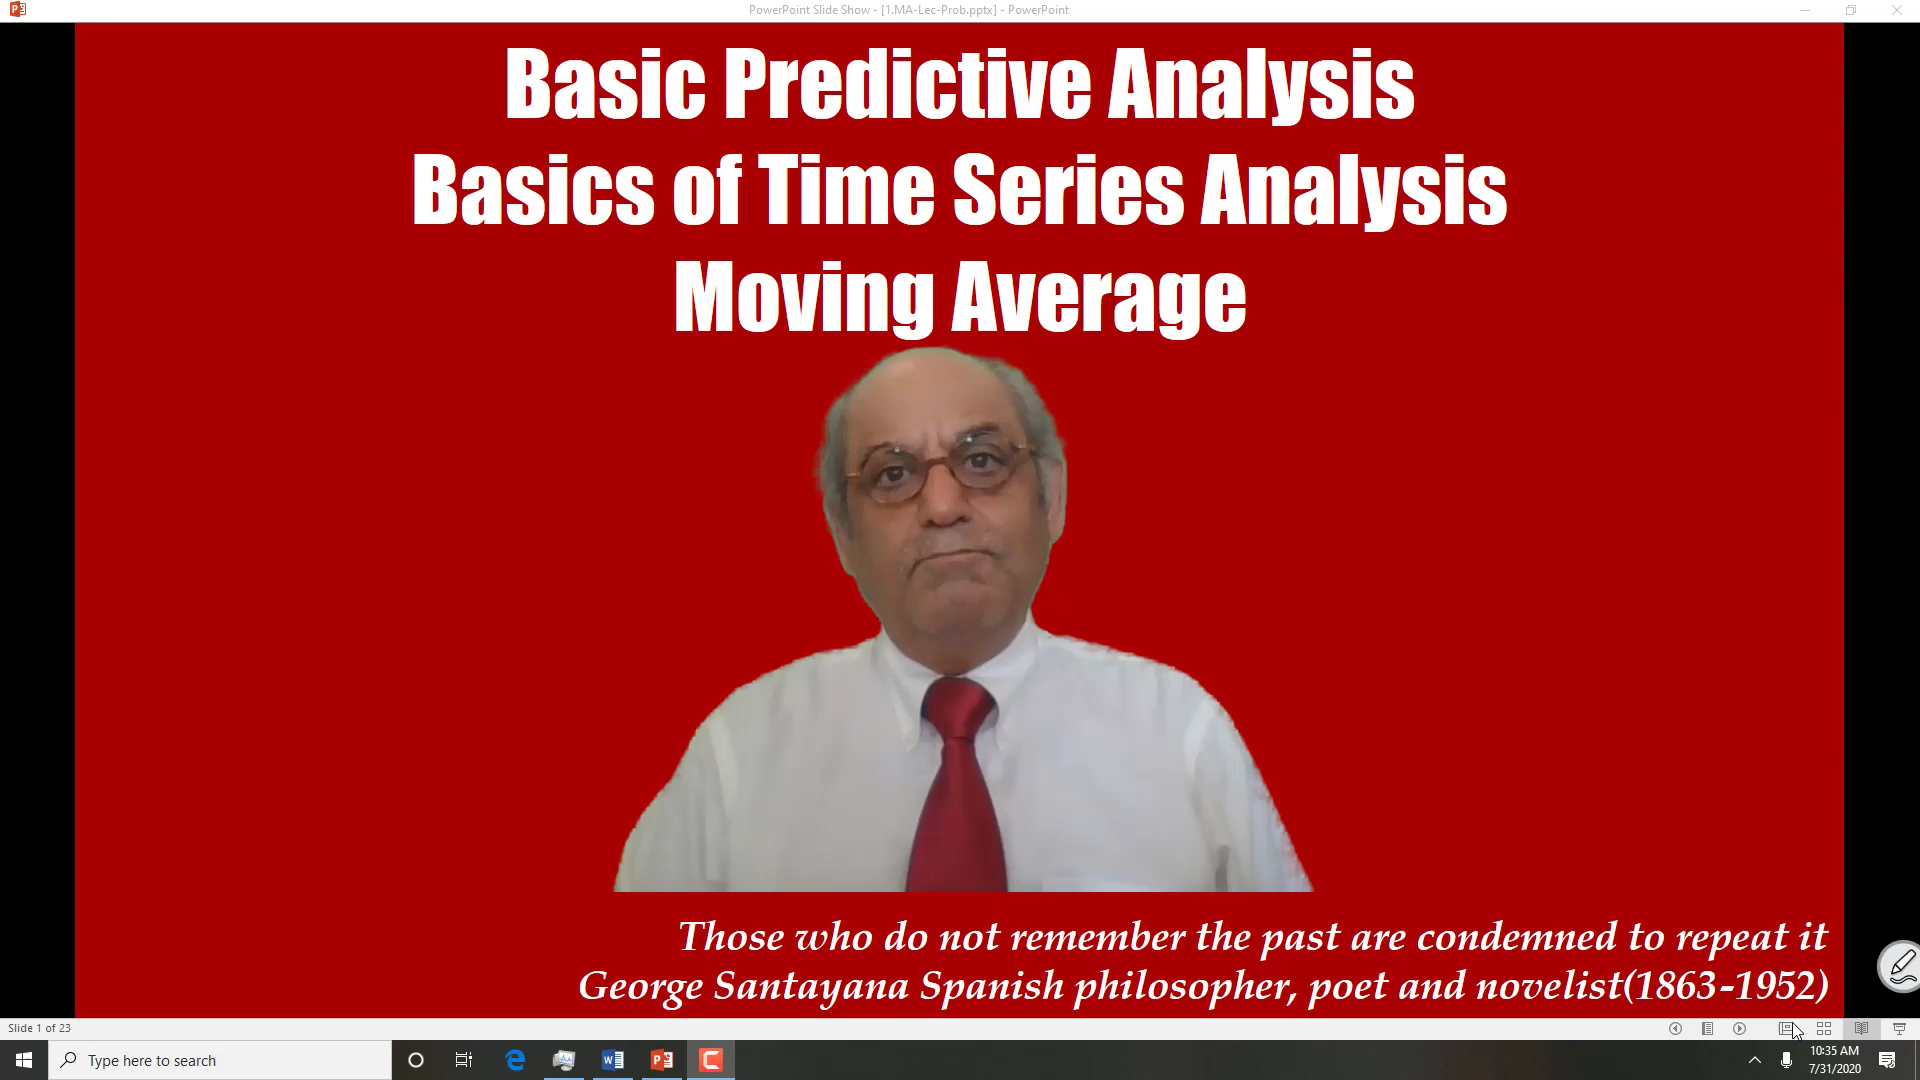 PowerPoint Slide Show - [1.MA-Lec-Prob.pptx] - PowerPoint
Basic Predictive Analysis
Basics of Time Series Analysis
Moving Average
Those who do not remember the past are condemned to repeat it
George Santayana Spanish philosopher, poet and novelist(1863-1952)
Slide 1 of 23
Type here to search
10:35 AM
7/31/2020